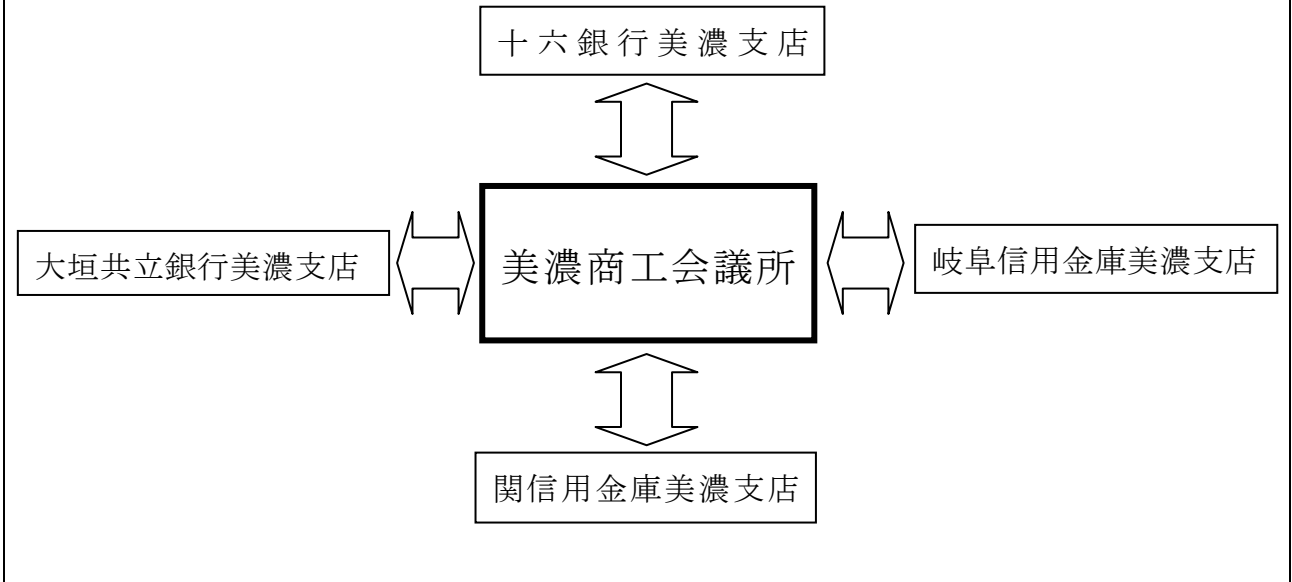 十六銀行美濃支店
大垣共立銀行美濃支店
美濃商工会議所
岐阜信用金庫美濃支店
関信用金庫美濃支店